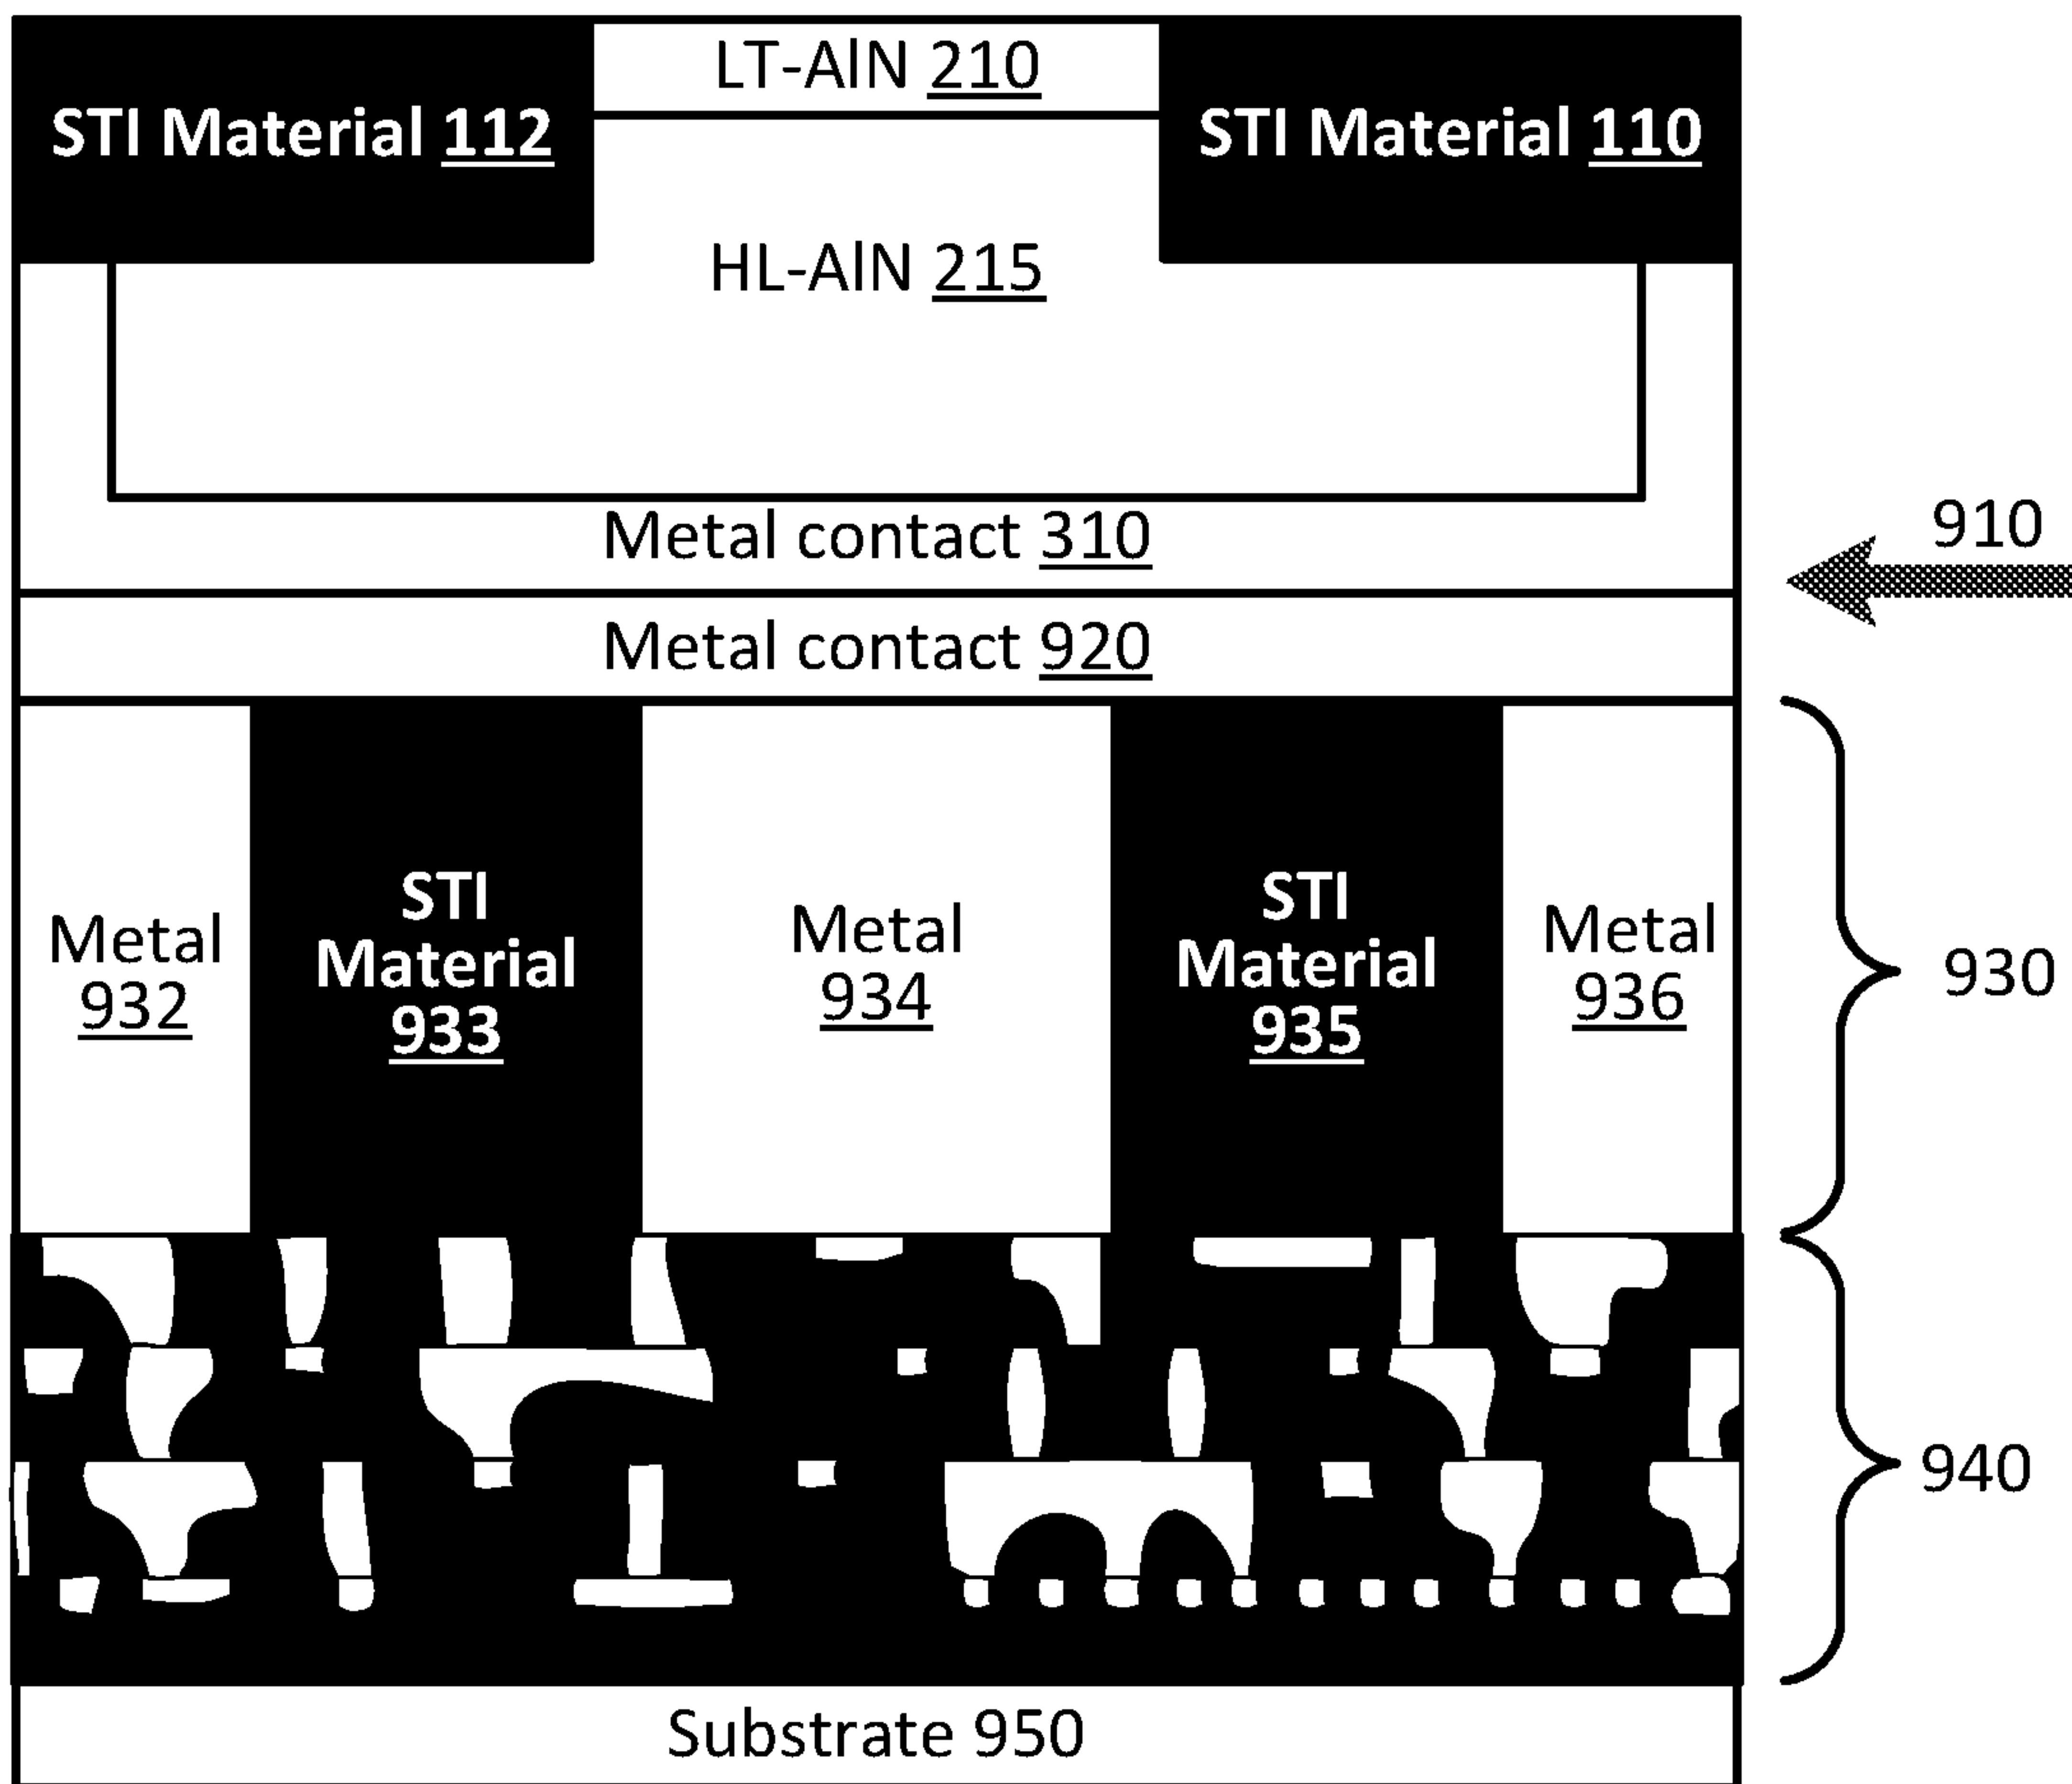 LT-AlN 210
STI Material 112
STI Material 110
HL-AlN 215
Metal contact 310
910
Metal contact 920
Metal
932
STI
Material
933
Metal
934
STI
Material
935
Metal
936
930
940
Substrate 950